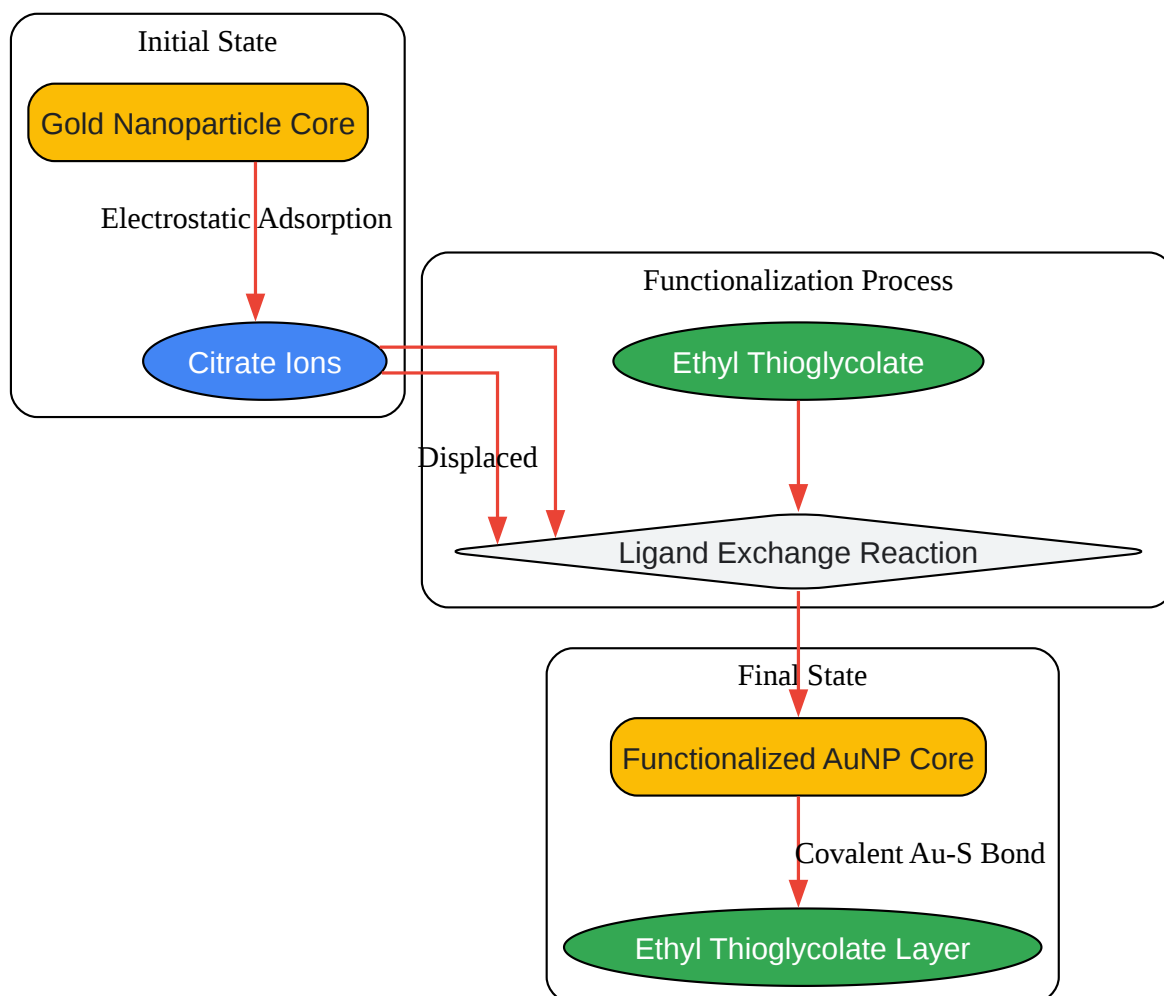 Initial State
Gold Nanoparticle Core
Electrostatic Adsorption
Citrate Ions
Functionalization Process
Ethyl Thioglycolate
Displaced
Ligand Exchange Reaction
Final State
Functionalized AuNP Core
Covalent Au-S Bond
Ethyl Thioglycolate Layer